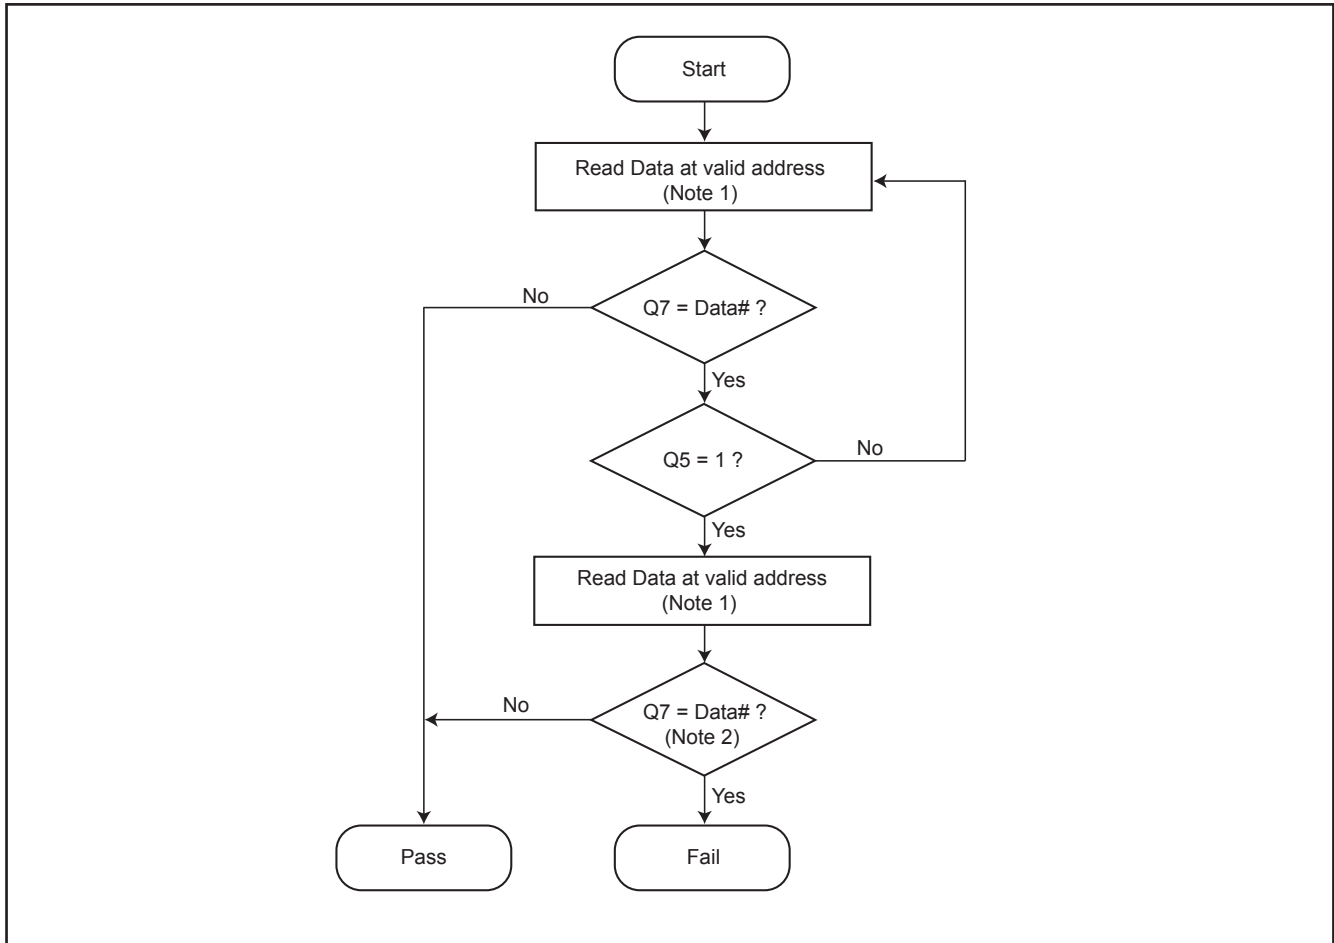 Start
Read Data at valid address
(Note 1)
No
Q7 = Data# ?
Yes
Q5 = 1 ?
No
Yes
Read Data at valid address
(Note 1)
No
Q7 = Data# ?
(Note 2)
Yes
Pass
Fail